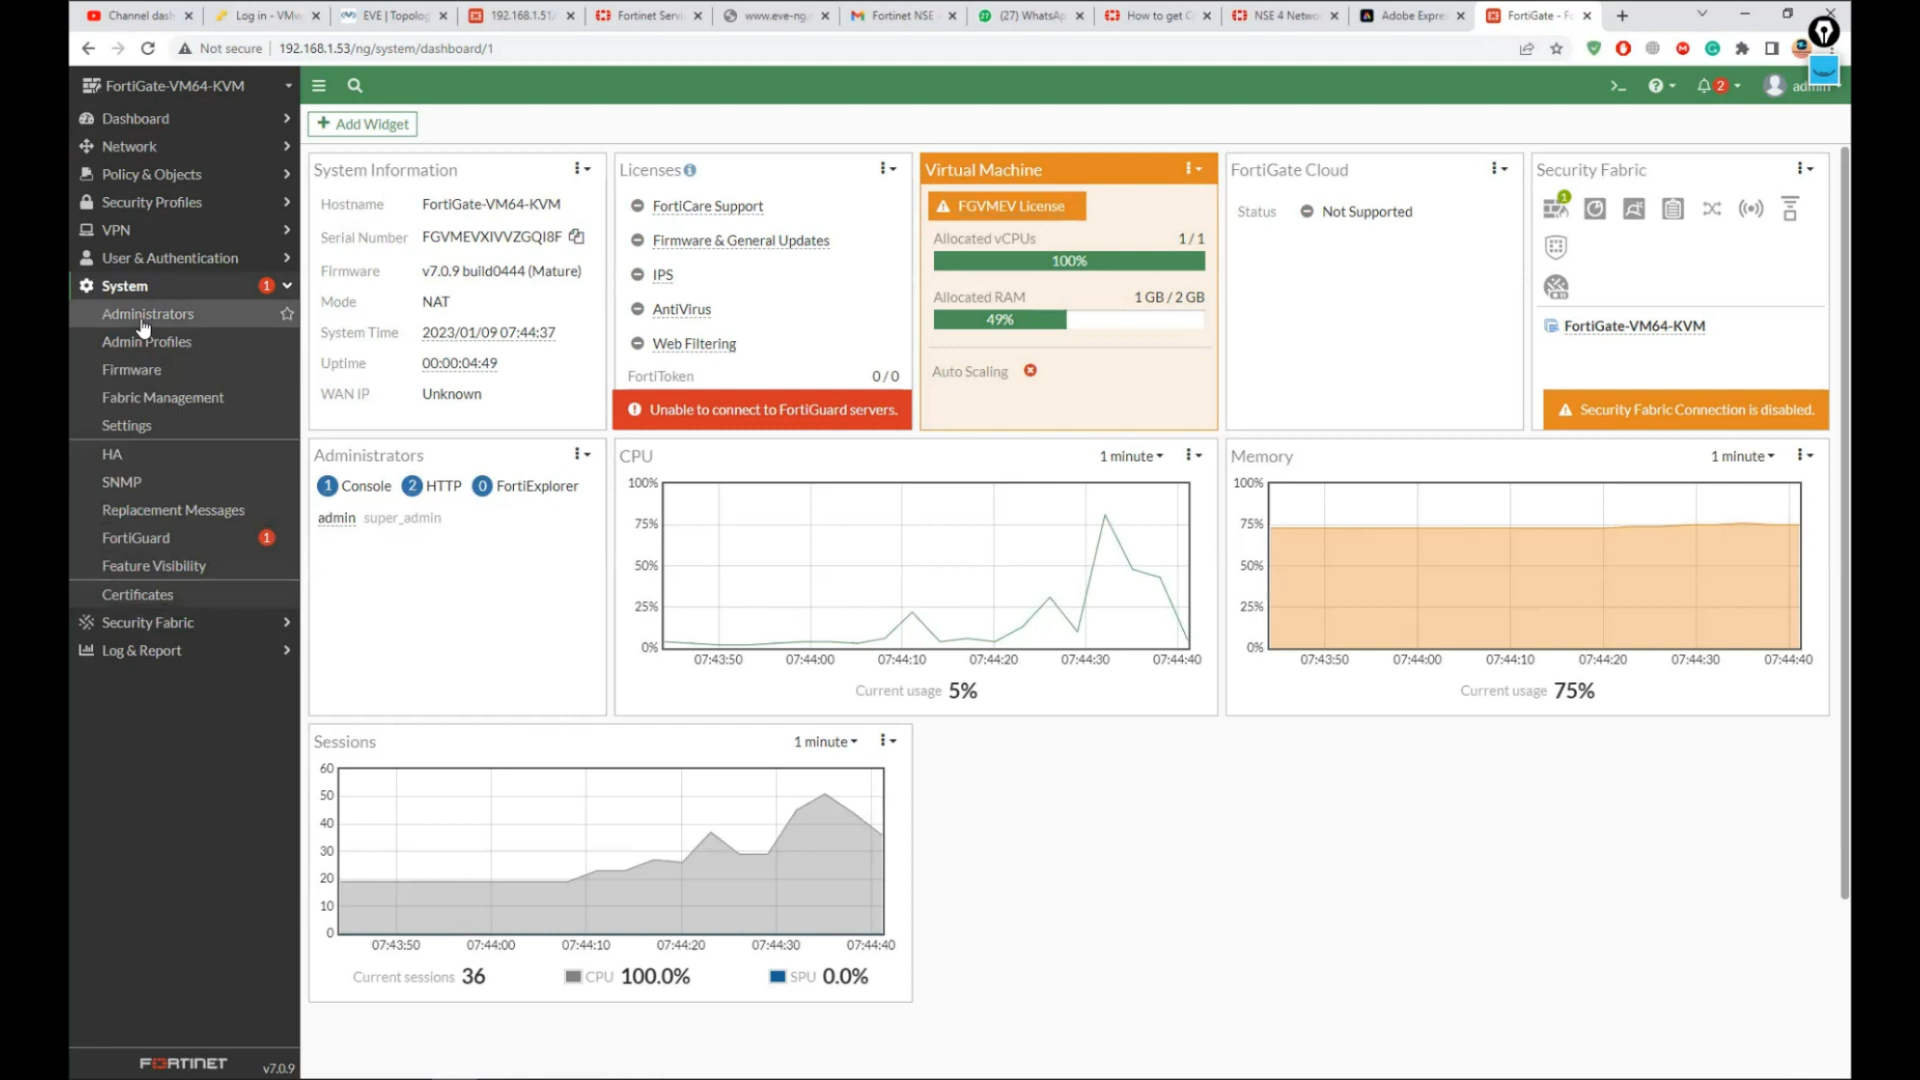 Channel dash
Log in - VMw
EVE | Topolog
192.168.1.51/
Fortinet Servi
www.eve-ng.
Fortinet NSE -
(27) WhatsAp
How to get C
NSE 4 Netwo
Adobe Expre
FortiGate - Fo
Not secure
192.168.1.53/ng/system/dashboard/1
FortiGate-VM64-KVM
Dashboard
Network
Policy & Objects
Security Profiles
VPN
User & Authentication
System 1
Administrators
Admin Profiles
Firmware
Fabric Management
Settings
HA
SNMP
Replacement Messages
FortiGuard 1
Feature Visibility
Certificates
Security Fabric
Log & Report
FORTINET v7.0.9
>_
2
admin
+ Add Widget
System Information
Hostname FortiGate-VM64-KVM
Serial Number FGVMEVXIVVZGQI8F
Firmware v7.0.9 build0444 (Mature)
Mode NAT
System Time 2023/01/09 07:44:37
Uptime 00:00:04:49
WAN IP Unknown
Licenses
FortiCare Support
Firmware & General Updates
IPS
AntiVirus
Web Filtering
FortiToken 0/0
Unable to connect to FortiGuard servers.
Virtual Machine
FGVMEV License
Allocated vCPUs 1/1
100%
Allocated RAM 1 GB/2 GB
49%
Auto Scaling
FortiGate Cloud
Status Not Supported
Security Fabric
1
FortiGate-VM64-KVM
Security Fabric Connection is disabled.
Administrators
1 Console 2 HTTP 0 FortiExplorer
admin super_admin
CPU 1 minute
100%
75%
50%
25%
0%
07:43:50 07:44:00 07:44:10 07:44:20 07:44:30 07:44:40
Current usage 5%
Memory 1 minute
100%
75%
50%
25%
0%
07:43:50 07:44:00 07:44:10 07:44:20 07:44:30 07:44:40
Current usage 75%
Sessions 1 minute
60
50
40
30
20
10
0
07:43:50 07:44:00 07:44:10 07:44:20 07:44:30 07:44:40
Current sessions 36 CPU 100.0% SPU 0.0%